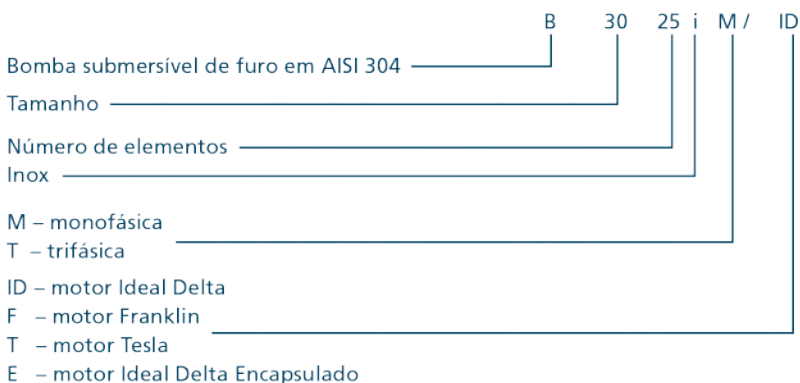 B 30 25 i M / ID
Bomba submersível de furo em AISI 304
Tamanho
Número de elementos
Inox
M – monofásica
T – trifásica
ID – motor Ideal Delta
F – motor Franklin
T – motor Tesla
E – motor Ideal Delta Encapsulado